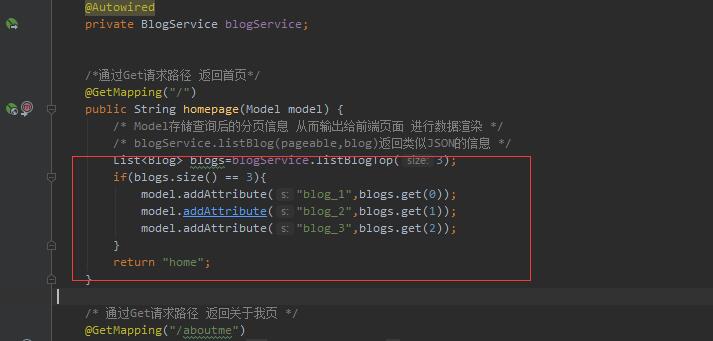 @Autowired
private BlogService blogService;
/*通过Get请求路径 返回首页*/
@GetMapping("/")
public String homepage(Model model) {
/* Model存储查询后的分页信息 从而输出给前端页面 进行数据渲染 */
/* blogService.listBlog(pageable,blog)返回类似JSON的信息 */
List<Blog> blogs=blogService.listBlogTop( size: 3);
if(blogs.size() == 3){
model.addAttribute( s: "blog_1",blogs.get(0));
model.addAttribute( s: "blog_2",blogs.get(1));
model.addAttribute( s: "blog_3",blogs.get(2));
}
return "home";
}
/* 通过Get请求路径 返回关于我页 */
@GetMapping("/aboutme")